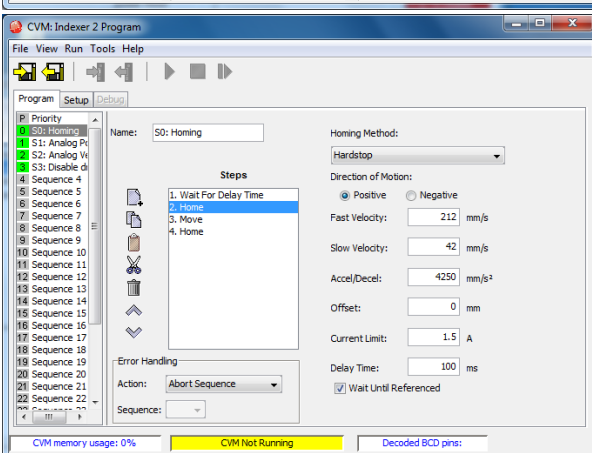 CVM: Indexer 2 Program
File View Run Tools Help
Program Setup Debug
P Priority
0 S0: Homing
1 S1: Analog Po
2 S2: Analog Ve
3 S3: Disable dr
4 Sequence 4
5 Sequence 5
6 Sequence 6
7 Sequence 7
8 Sequence 8
9 Sequence 9
10 Sequence 10
11 Sequence 11
12 Sequence 12
13 Sequence 13
14 Sequence 14
15 Sequence 15
16 Sequence 16
17 Sequence 17
18 Sequence 18
19 Sequence 19
20 Sequence 20
21 Sequence 21
22 Sequence 22
Name: S0: Homing
Steps
1. Wait For Delay Time
2. Home
3. Move
4. Home
Error Handling
Action: Abort Sequence
Sequence:
Homing Method:
Hardstop
Direction of Motion:
Positive Negative
Fast Velocity: 212 mm/s
Slow Velocity: 42 mm/s
Accel/Decel: 4250 mm/s²
Offset: 0 mm
Current Limit: 1.5 A
Delay Time: 100 ms
Wait Until Referenced
CVM memory usage: 0% CVM Not Running Decoded BCD pins: